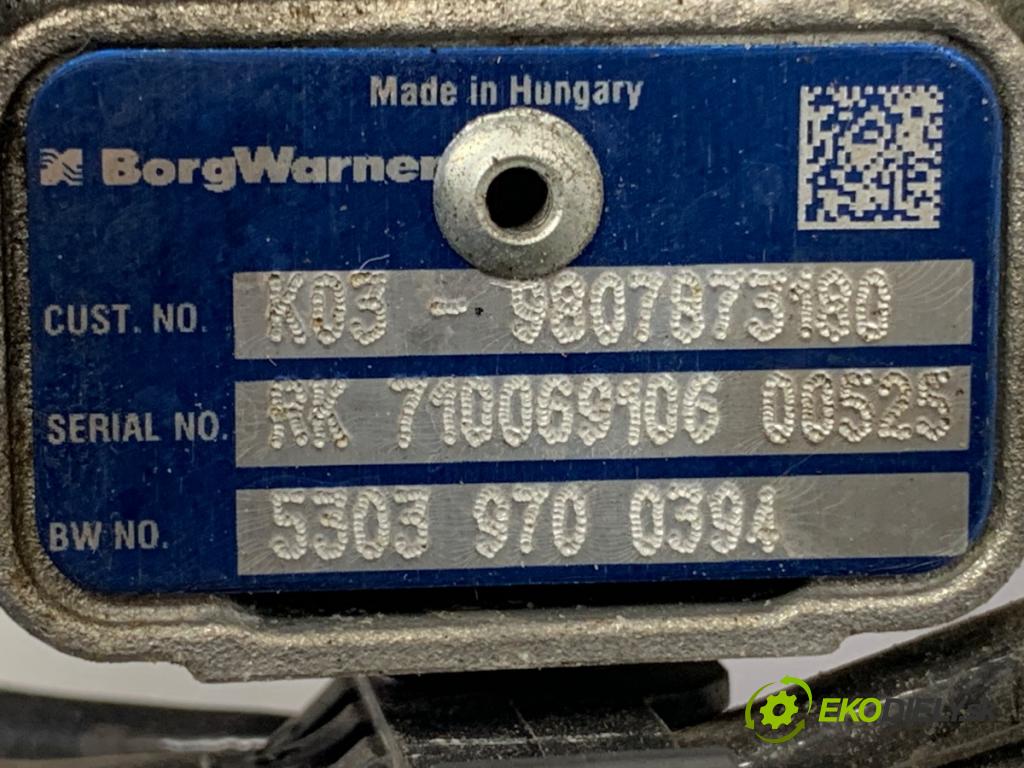 Made in Hungary
BorgWarner
CUST. NO. K03 - 9807873180
SERIAL NO. RK 710069106 00525
BW NO. 5303 970 0394
EKODIELY.SK